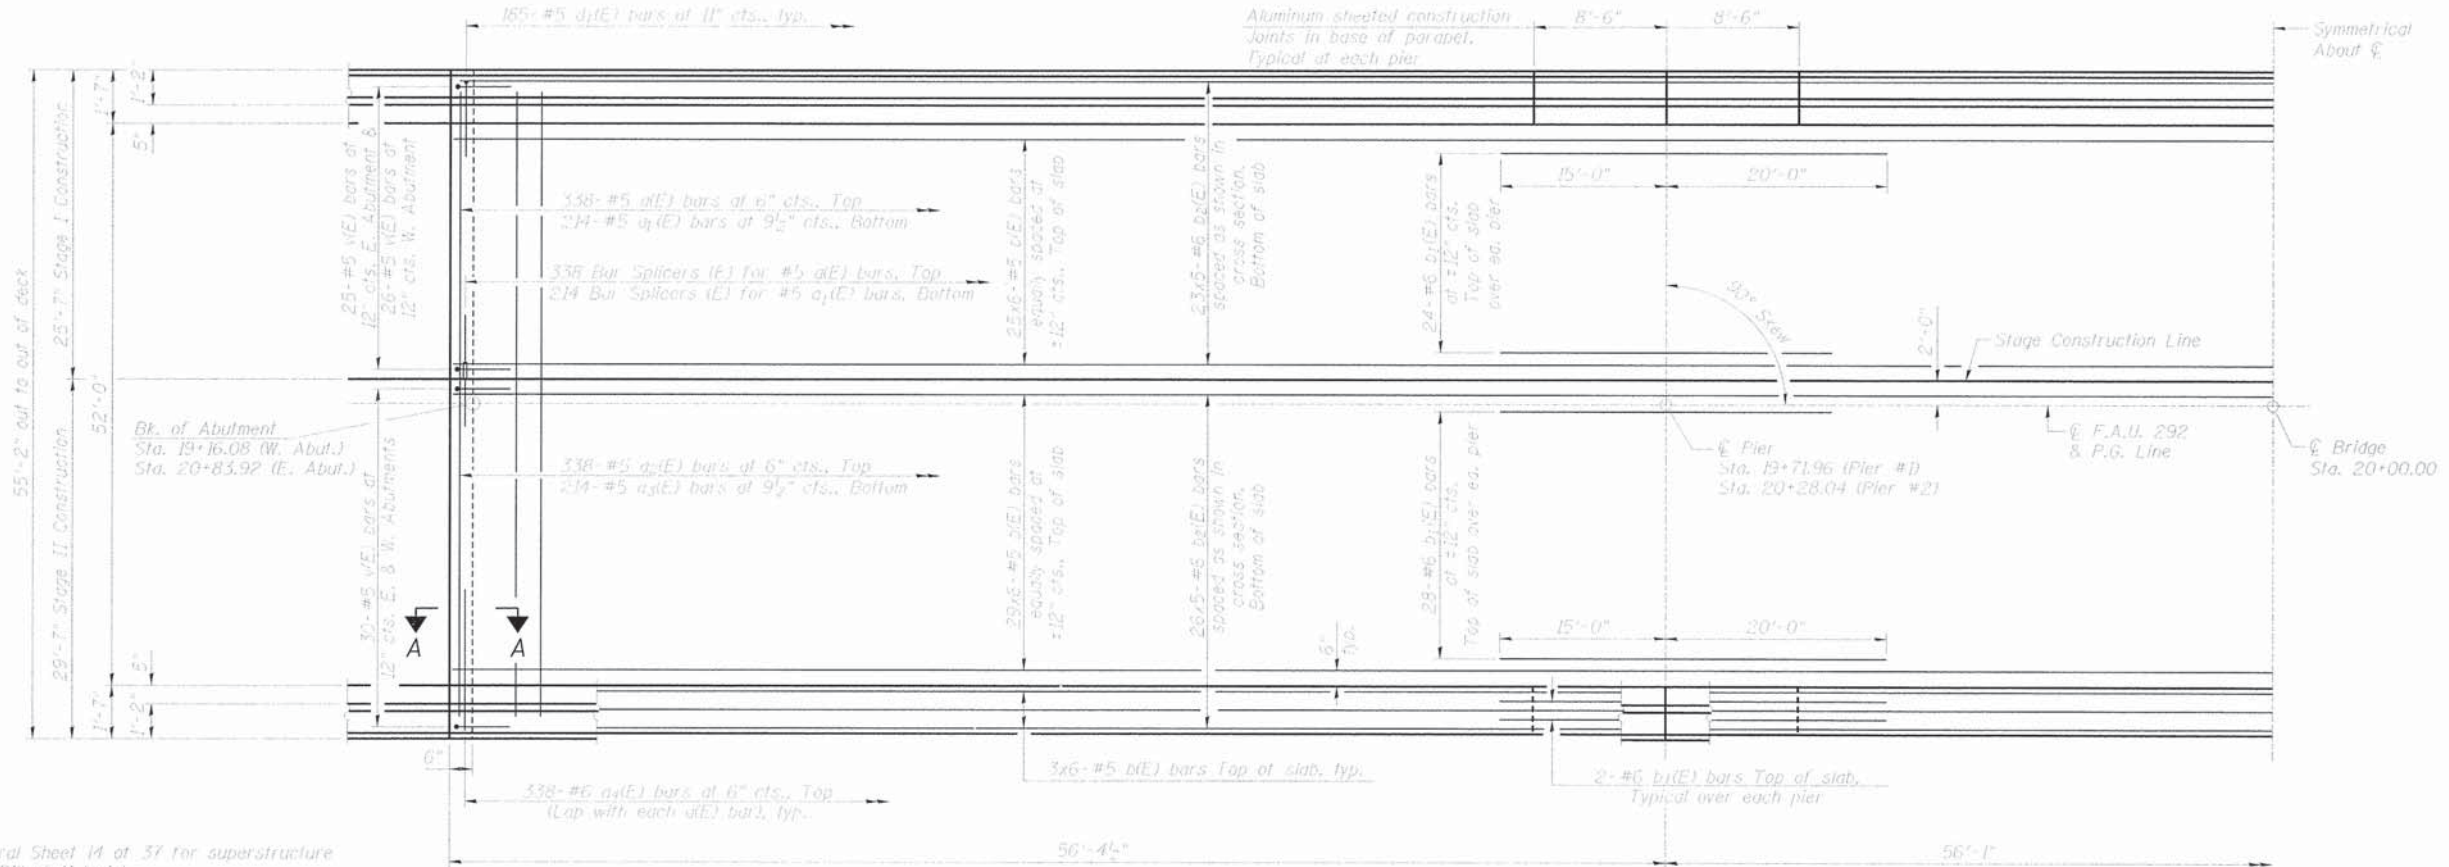 165- #5 d1(E) bars at 11" cts., typ.
Aluminum sheeted construction
Joints in base of parapet.
Typical at each pier
8'-6"
8'-6"
Symmetrical
About ℄
55'-2" out to out of deck
25'-7" Stage I Construction
29'-7" Stage II Construction
1'-7"
1'-2"
5"
52'-0"
25- #5 v(E) bars at
12" cts. E. Abutment &
26- #5 v(E) bars at
12" cts. W. Abutment
338- #5 a(E) bars at 6" cts., Top
214- #5 a1(E) bars at 9½" cts., Bottom
338 Bar Splicers (E) for #5 a(E) bars, Top
214 Bar Splicers (E) for #5 a1(E) bars, Bottom
25x6- #5 b(E) bars
equally spaced at
±12" cts., Top of slab
23x5- #6 b2(E) bars
spaced as shown in
cross section.
Bottom of slab
24- #6 b1(E) bars
at ±12" cts.
Top of slab
over ea. pier
15'-0"
20'-0"
90° Skew
2'-0"
Stage Construction Line
Bk. of Abutment
Sta. 19+16.08 (W. Abut.)
Sta. 20+83.92 (E. Abut.)
30- #5 v(E) bars at
12" cts. E. & W. Abutments
338- #5 a2(E) bars at 6" cts., Top
214- #5 a3(E) bars at 9½" cts., Bottom
29x6- #5 b(E) bars
equally spaced at
±12" cts., Top of slab
26x5- #6 b2(E) bars
spaced as shown in
cross section.
Bottom of slab
28- #6 b1(E) bars
at ±12" cts.
Top of slab over ea. pier
℄ Pier
Sta. 19+71.96 (Pier #1)
Sta. 20+28.04 (Pier #2)
℄ F.A.U. 292
& P.G. Line
℄ Bridge
Sta. 20+00.00
A
A
15'-0"
20'-0"
6"
typ.
5"
1'-7"
1'-2"
6"
3x6- #5 b(E) bars Top of slab, typ.
2- #6 b1(E) bars Top of slab,
Typical over each pier
338- #6 a4(E) bars at 6" cts., Top
(Lap with each a(E) bar), typ.
56'-4¼"
56'-1"
Sheet 14 of 37 for superstructure